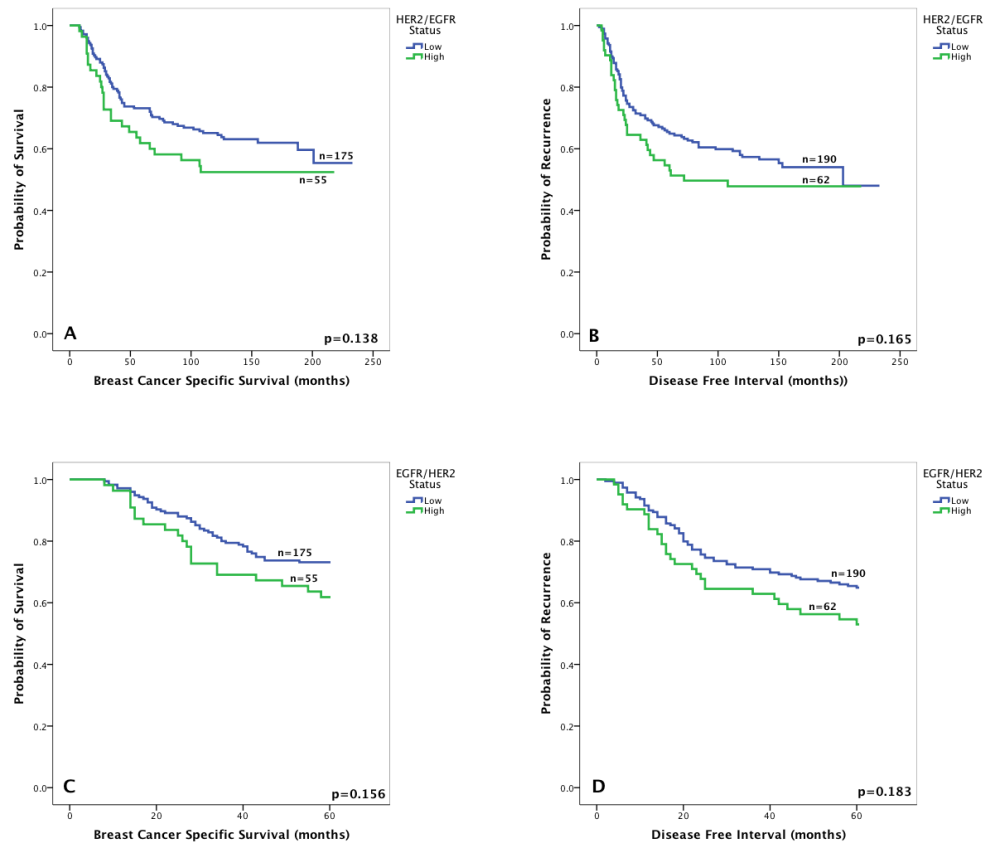 HER2/EGFR
Status
Low
High
Probability of Survival
1.0
0.8
0.6
0.4
0.2
0.0
n=175
n=55
A
p=0.138
0 50 100 150 200 250
Breast Cancer Specific Survival (months)
HER2/EGFR
Status
Low
High
Probability of Recurrence
1.0
0.8
0.6
0.4
0.2
0.0
n=190
n=62
B
p=0.165
0 50 100 150 200 250
Disease Free Interval (months))
EGFR/HER2
Status
Low
High
Probability of Survival
1.0
0.8
0.6
0.4
0.2
0.0
n=175
n=55
C
p=0.156
0 20 40 60
Breast Cancer Specific Survival (months)
EGFR/HER2
Status
Low
High
Probability of Recurrence
1.0
0.8
0.6
0.4
0.2
0.0
n=190
n=62
D
p=0.183
0 20 40 60
Disease Free Interval (months)